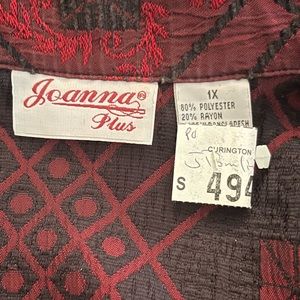 Joanna®
Plus
1X
80% POLYESTER
20% RAYON
CURINGTON
S 494